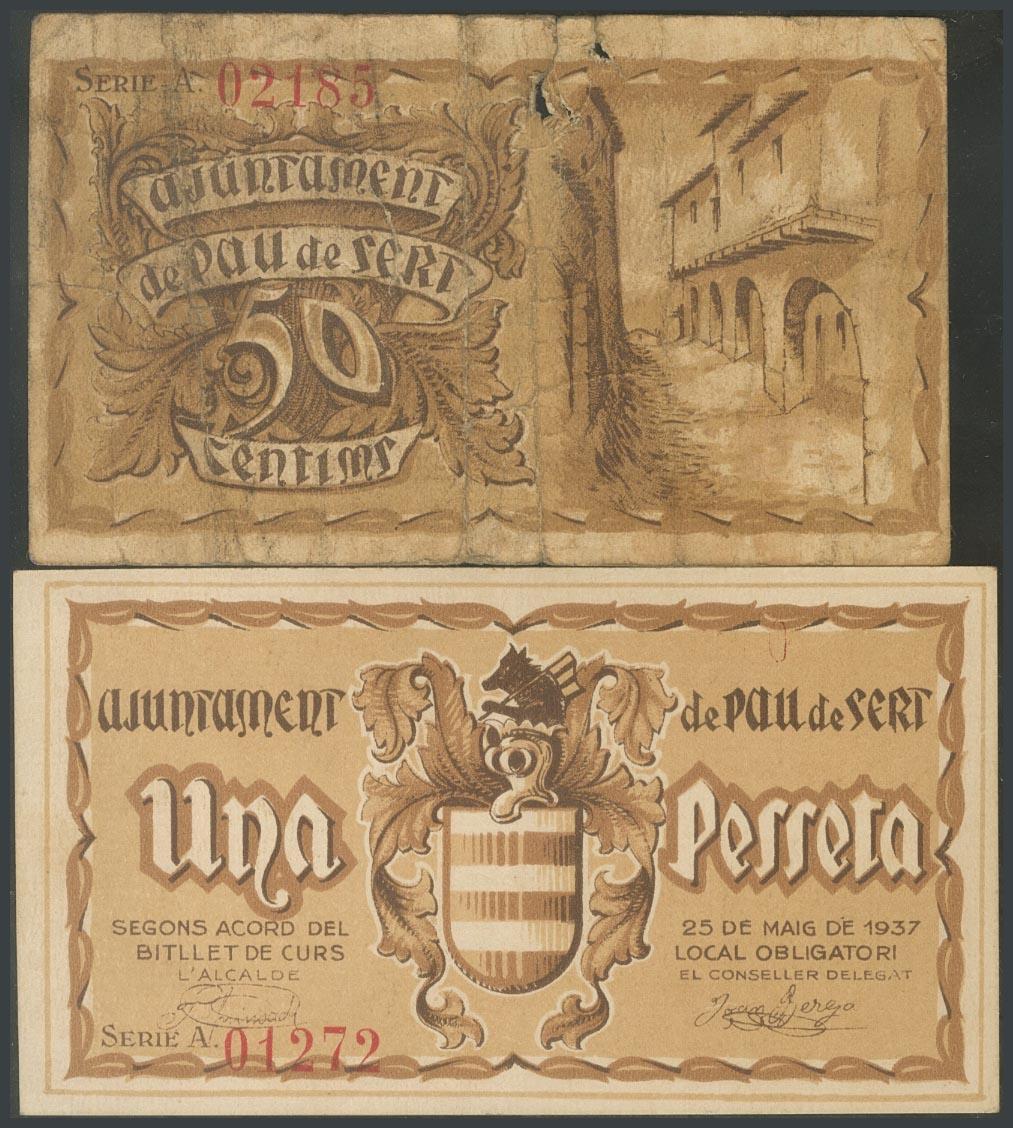 SERIE A. 02185
AJUNTAMENT
de PAU de SERT
50
CENTIMS
AJUNTAMENT de PAU de SERT
Una Pesseta
SEGONS ACORD DEL
BITLLET DE CURS
L'ALCALDE
25 DE MAIG DE 1937
LOCAL OBLIGATORI
EL CONSELLER DELEGAT
SERIE A. 01272